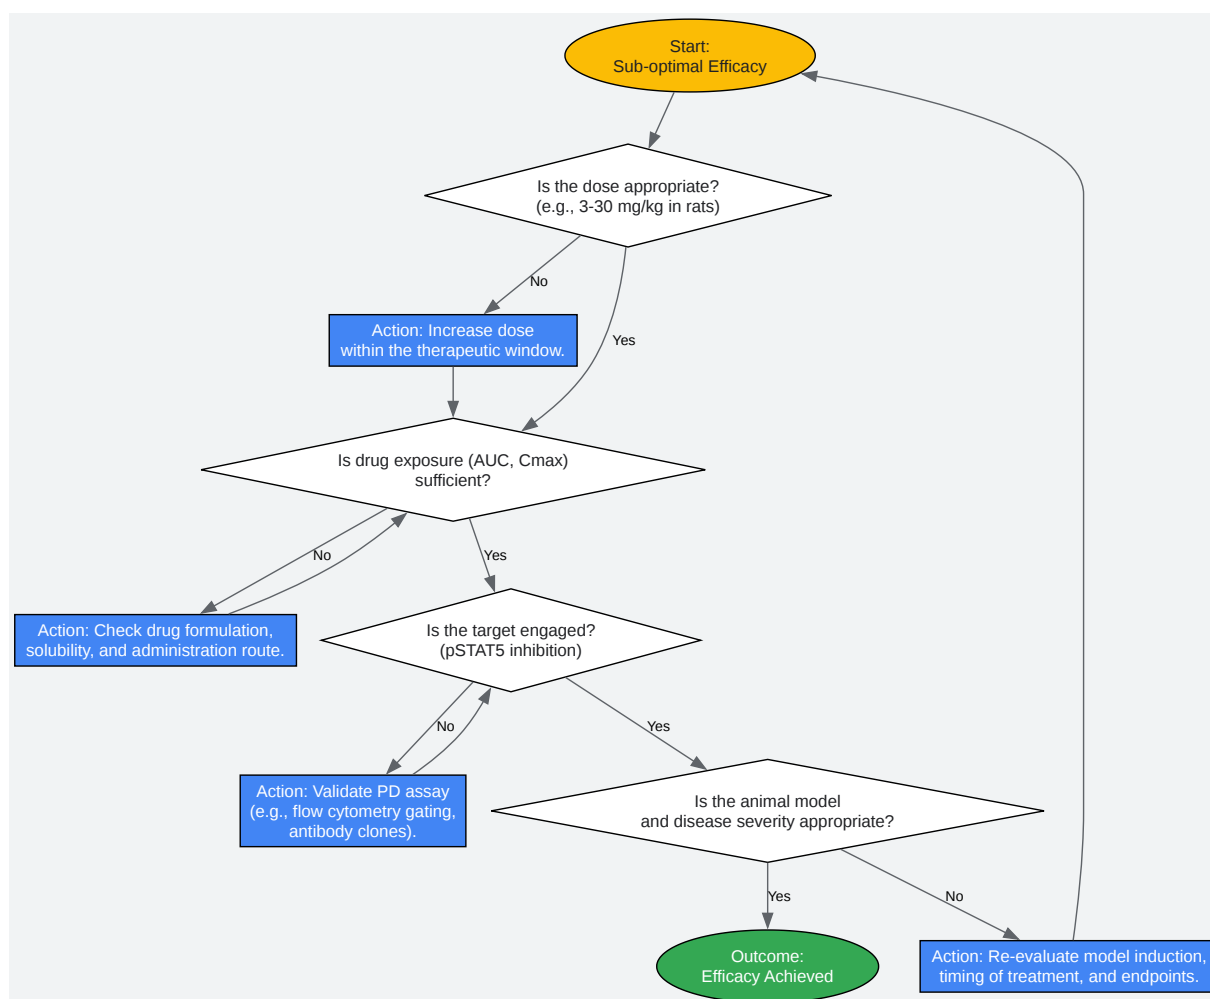 Start:
Sub-optimal Efficacy
Is the dose appropriate?
(e.g., 3-30 mg/kg in rats)
No
Action: Increase dose
within the therapeutic window.
Yes
Is drug exposure (AUC, Cmax)
sufficient?
No
Yes
Action: Check drug formulation,
solubility, and administration route.
Is the target engaged?
(pSTAT5 inhibition)
No
Yes
Action: Validate PD assay
(e.g., flow cytometry gating,
antibody clones).
Is the animal model
and disease severity appropriate?
Yes
No
Outcome:
Efficacy Achieved
Action: Re-evaluate model induction,
timing of treatment, and endpoints.